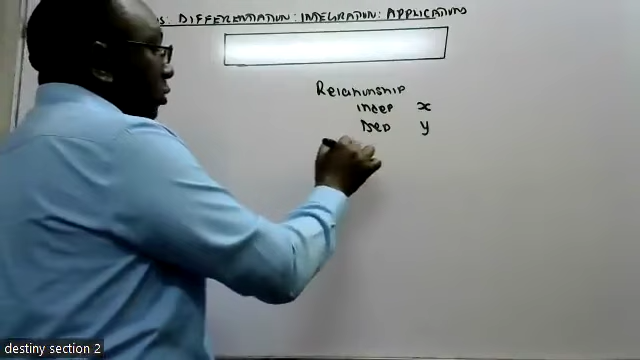 DIFFERENTIATION: INTEGRATION: APPLICATIONS
Relationship
indep x
Dep y
destiny section 2